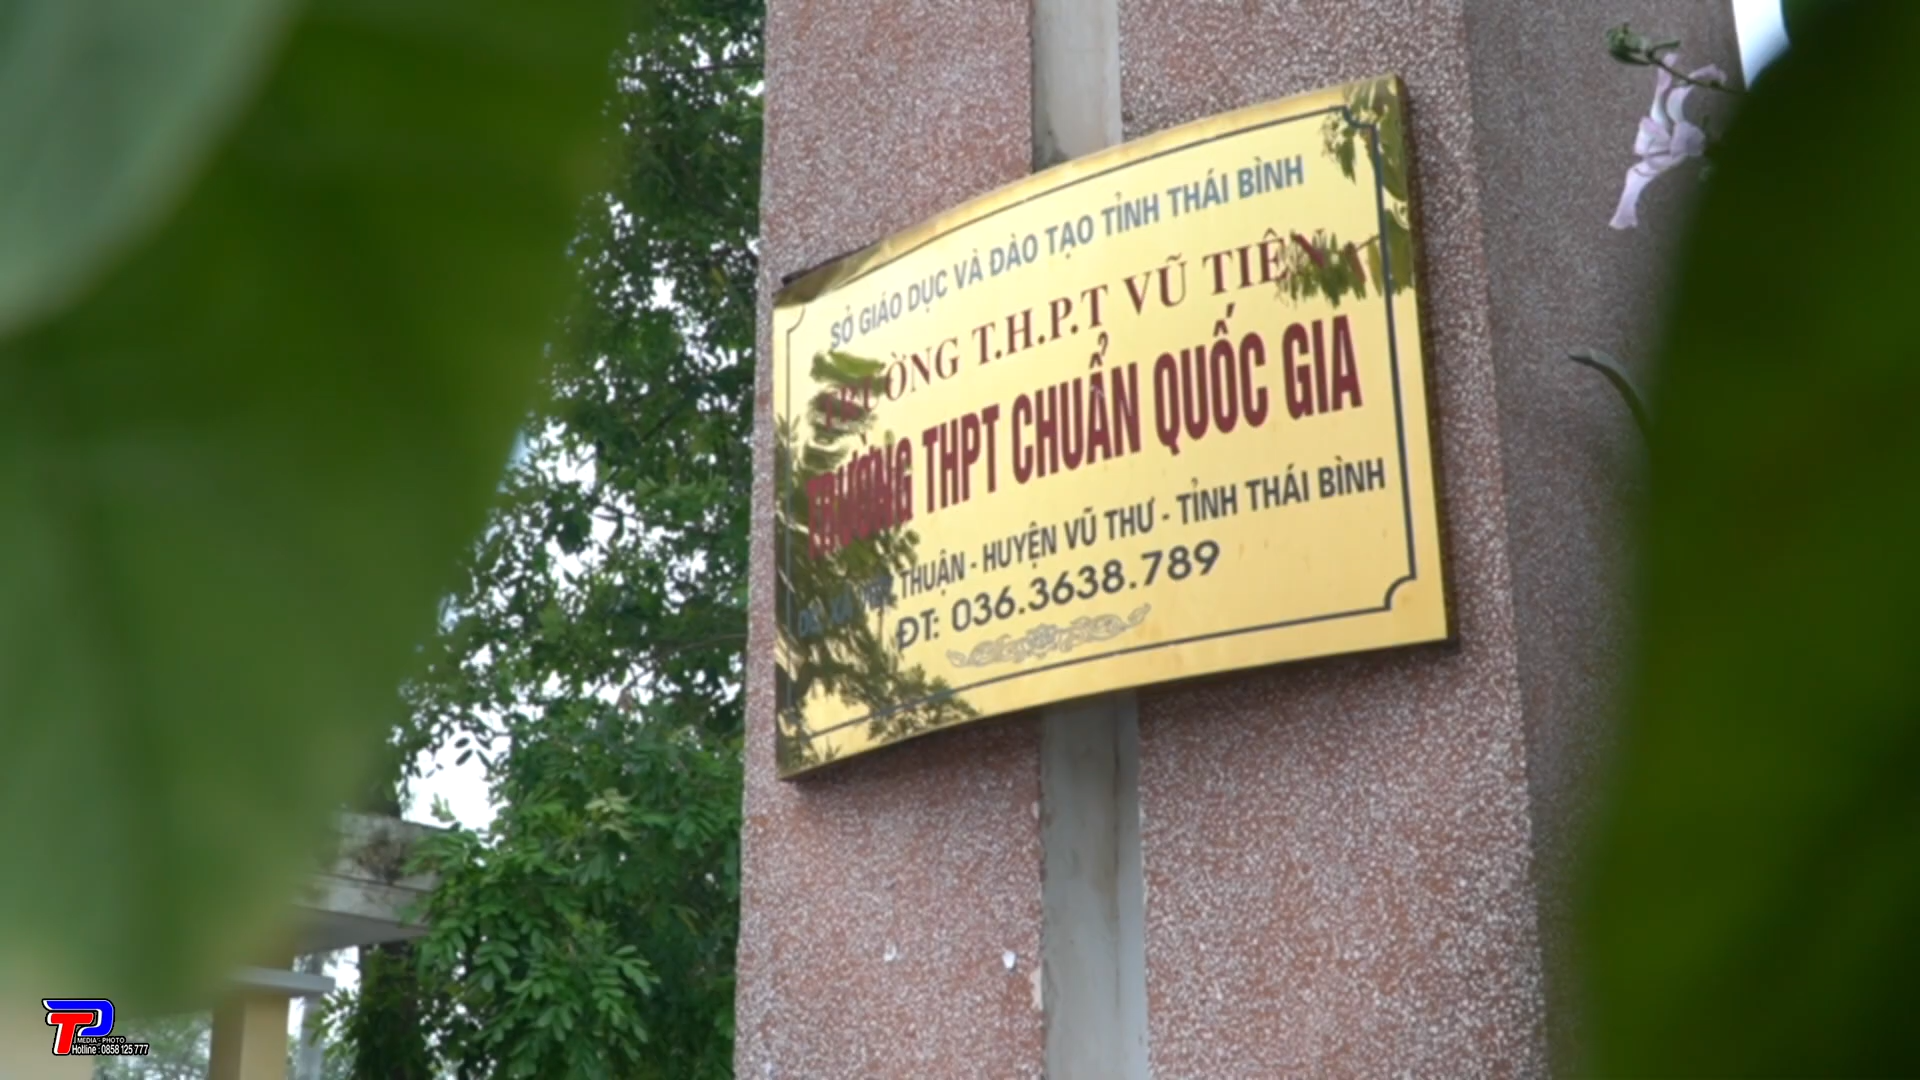 SỞ GIÁO DỤC VÀ ĐÀO TẠO TỈNH THÁI BÌNH
TRƯỜNG T.H.P.T VŨ TIÊN
TRƯỜNG THPT CHUẨN QUỐC GIA
THUẬN - HUYỆN VŨ THƯ - TỈNH THÁI BÌNH
ĐT: 036.3638.789
TP
MEDIA - PHOTO
Hotline : 0858 125 777